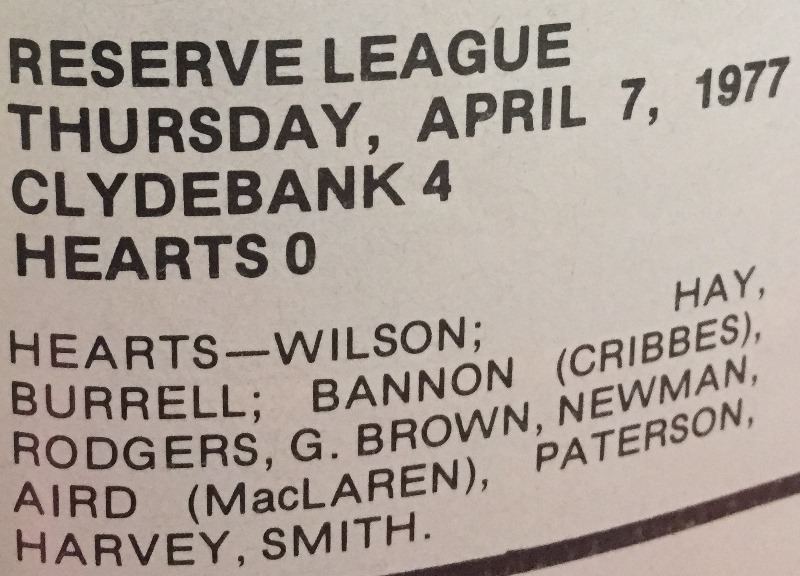 RESERVE LEAGUE
THURSDAY, APRIL 7, 1977
CLYDEBANK 4
HEARTS 0
HEARTS—WILSON; HAY,
BURRELL; BANNON (CRIBBES),
RODGERS, G. BROWN, NEWMAN,
AIRD (MacLAREN), PATERSON,
HARVEY, SMITH.